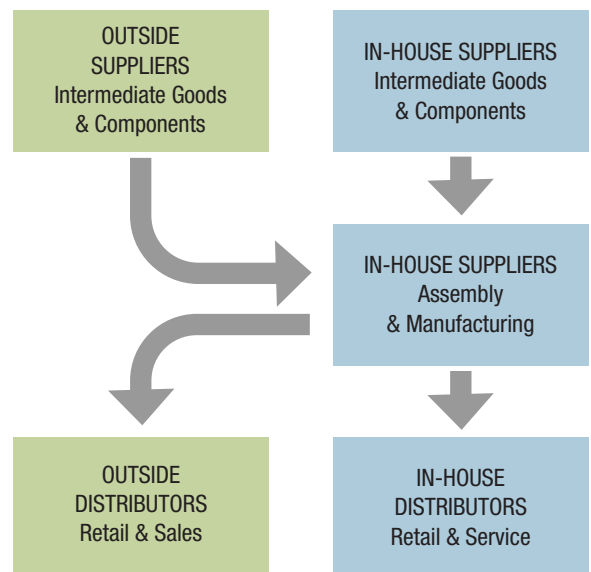 OUTSIDE
SUPPLIERS
Intermediate Goods
& Components
IN-HOUSE SUPPLIERS
Intermediate Goods
& Components
IN-HOUSE SUPPLIERS
Assembly
& Manufacturing
OUTSIDE
DISTRIBUTORS
Retail & Sales
IN-HOUSE
DISTRIBUTORS
Retail & Service